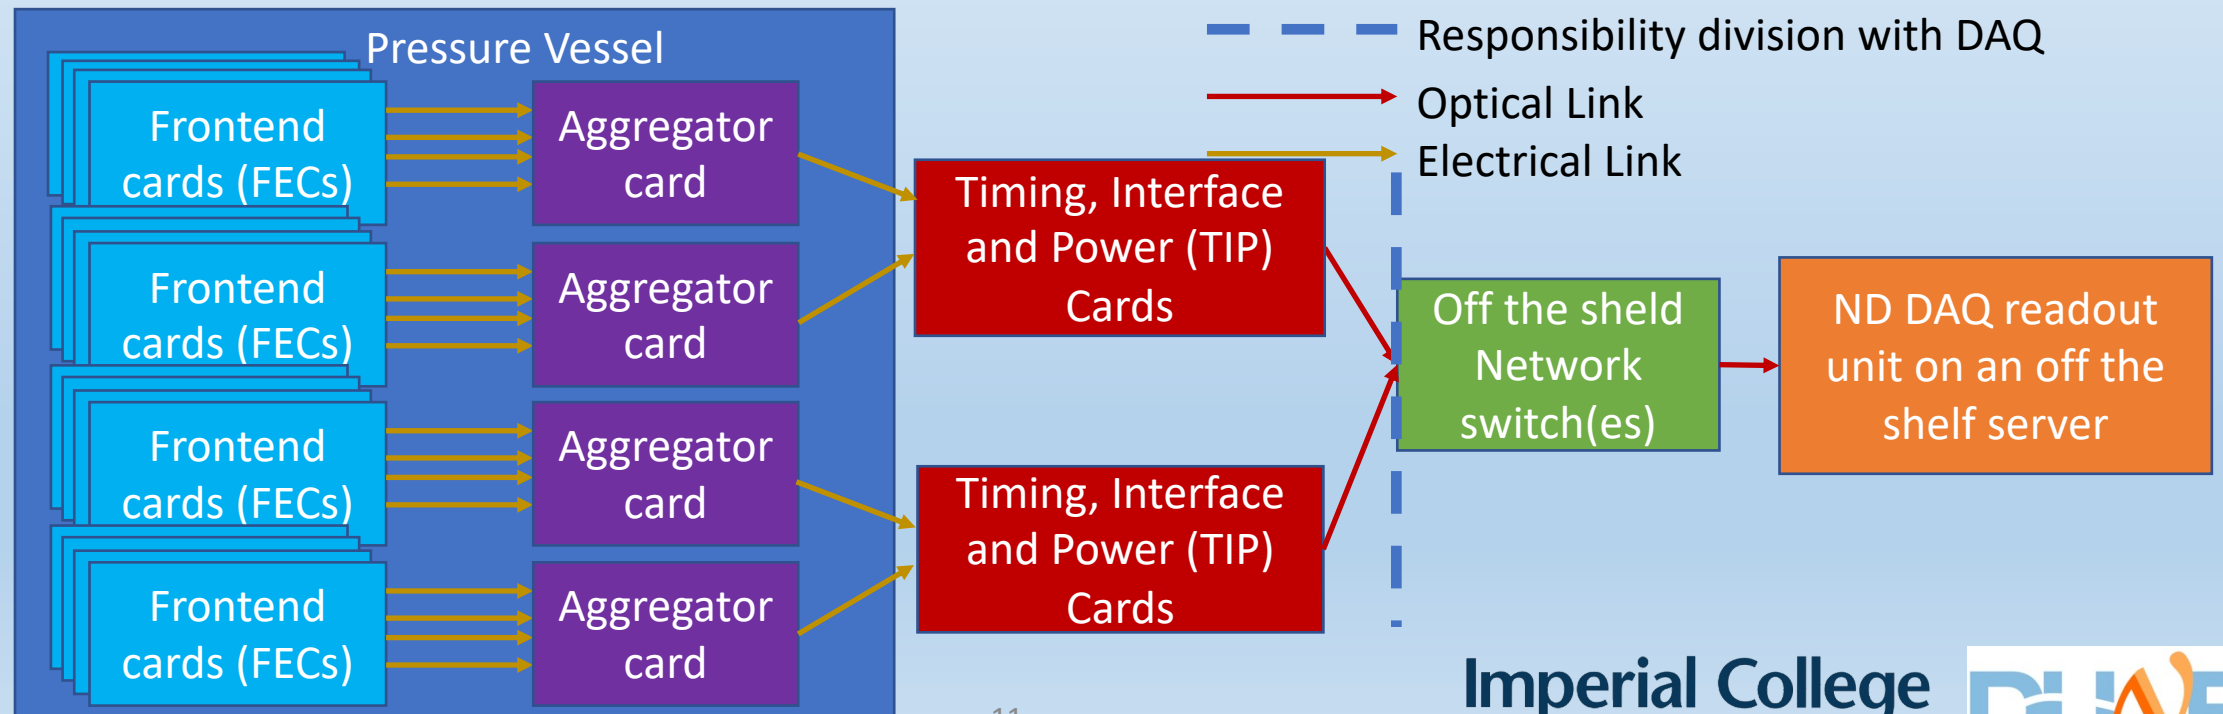 Pressure Vessel
Frontend
cards (FECs)
Aggregator
card
Frontend
cards (FECs)
Aggregator
card
Frontend
cards (FECs)
Aggregator
card
Frontend
cards (FECs)
Aggregator
card
Timing, Interface
and Power (TIP)
Cards
Timing, Interface
and Power (TIP)
Cards
Responsibility division with DAQ
Optical Link
Electrical Link
Off the sheld
Network
switch(es)
ND DAQ readout
unit on an off the
shelf server
Imperial College